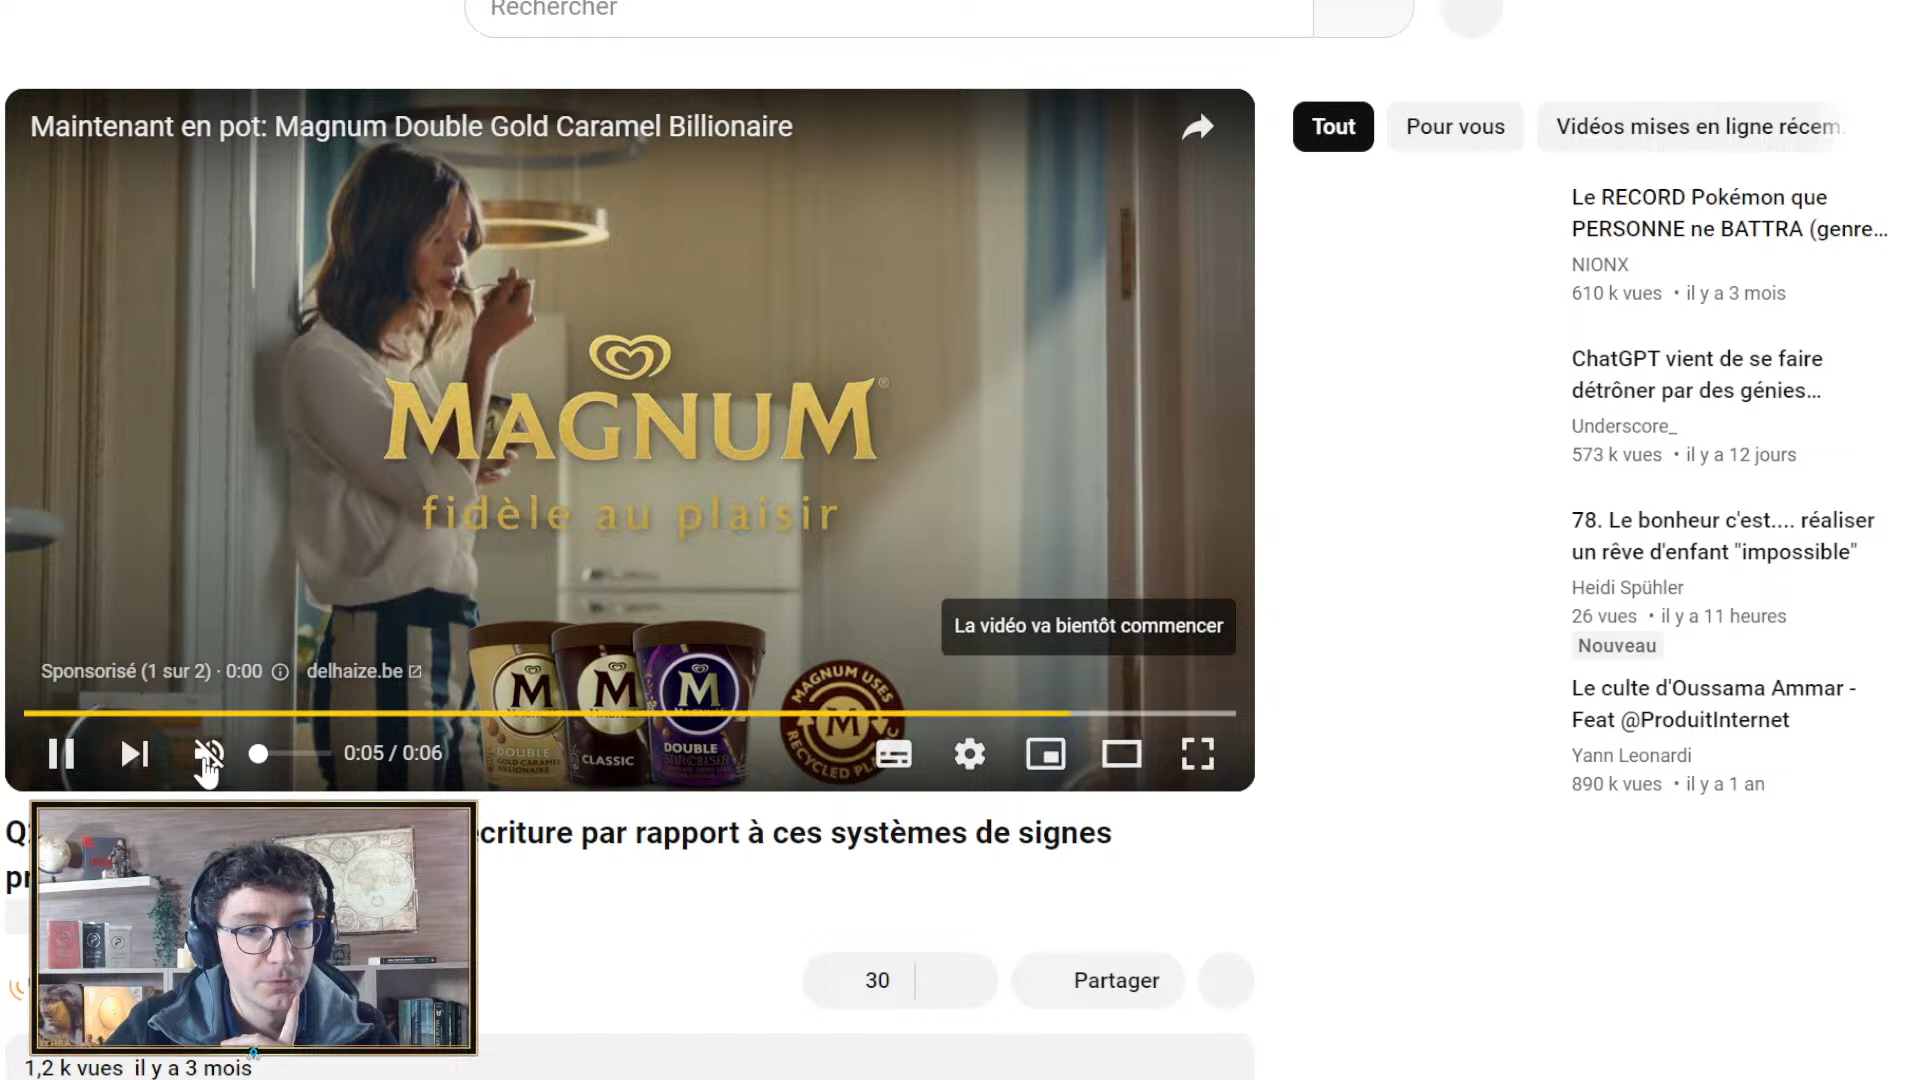 Rechercher
Maintenant en pot: Magnum Double Gold Caramel Billionaire
MAGNUM®
fidèle au plaisir
La vidéo va bientôt commencer
Sponsorisé (1 sur 2) · 0:00
delhaize.be
MAGNUM USES
RECYCLED
M
M
M
M
DOUBLE
GOLD CARAMEL
BILLIONAIRE
CLASSIC
DOUBLE
STARCHASER
0:05 / 0:06
Tout
Pour vous
Vidéos mises en ligne récem
Le RECORD Pokémon que
PERSONNE ne BATTRA (genre...
NIONX
610 k vues • il y a 3 mois
ChatGPT vient de se faire
détrôner par des génies...
Underscore_
573 k vues • il y a 12 jours
78. Le bonheur c'est.... réaliser
un rêve d'enfant "impossible"
Heidi Spühler
26 vues • il y a 11 heures
Nouveau
Le culte d'Oussama Ammar -
Feat @ProduitInternet
Yann Leonardi
890 k vues • il y a 1 an
criture par rapport à ces systèmes de signes
30
Partager
1,2 k vues il y a 3 mois